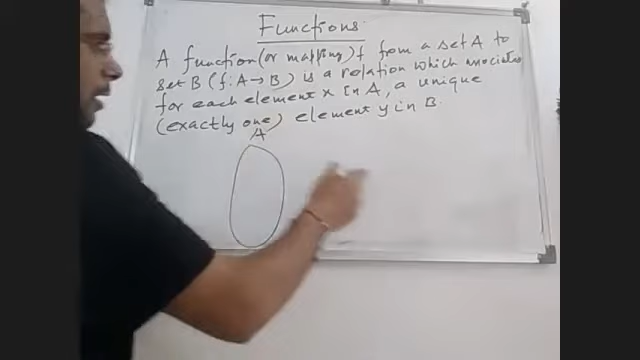 Functions.
A function (or mapping) f from a set A to
set B (f: A → B) is a relation which associates
for each element x in A, a unique
(exactly one) element y in B.
A